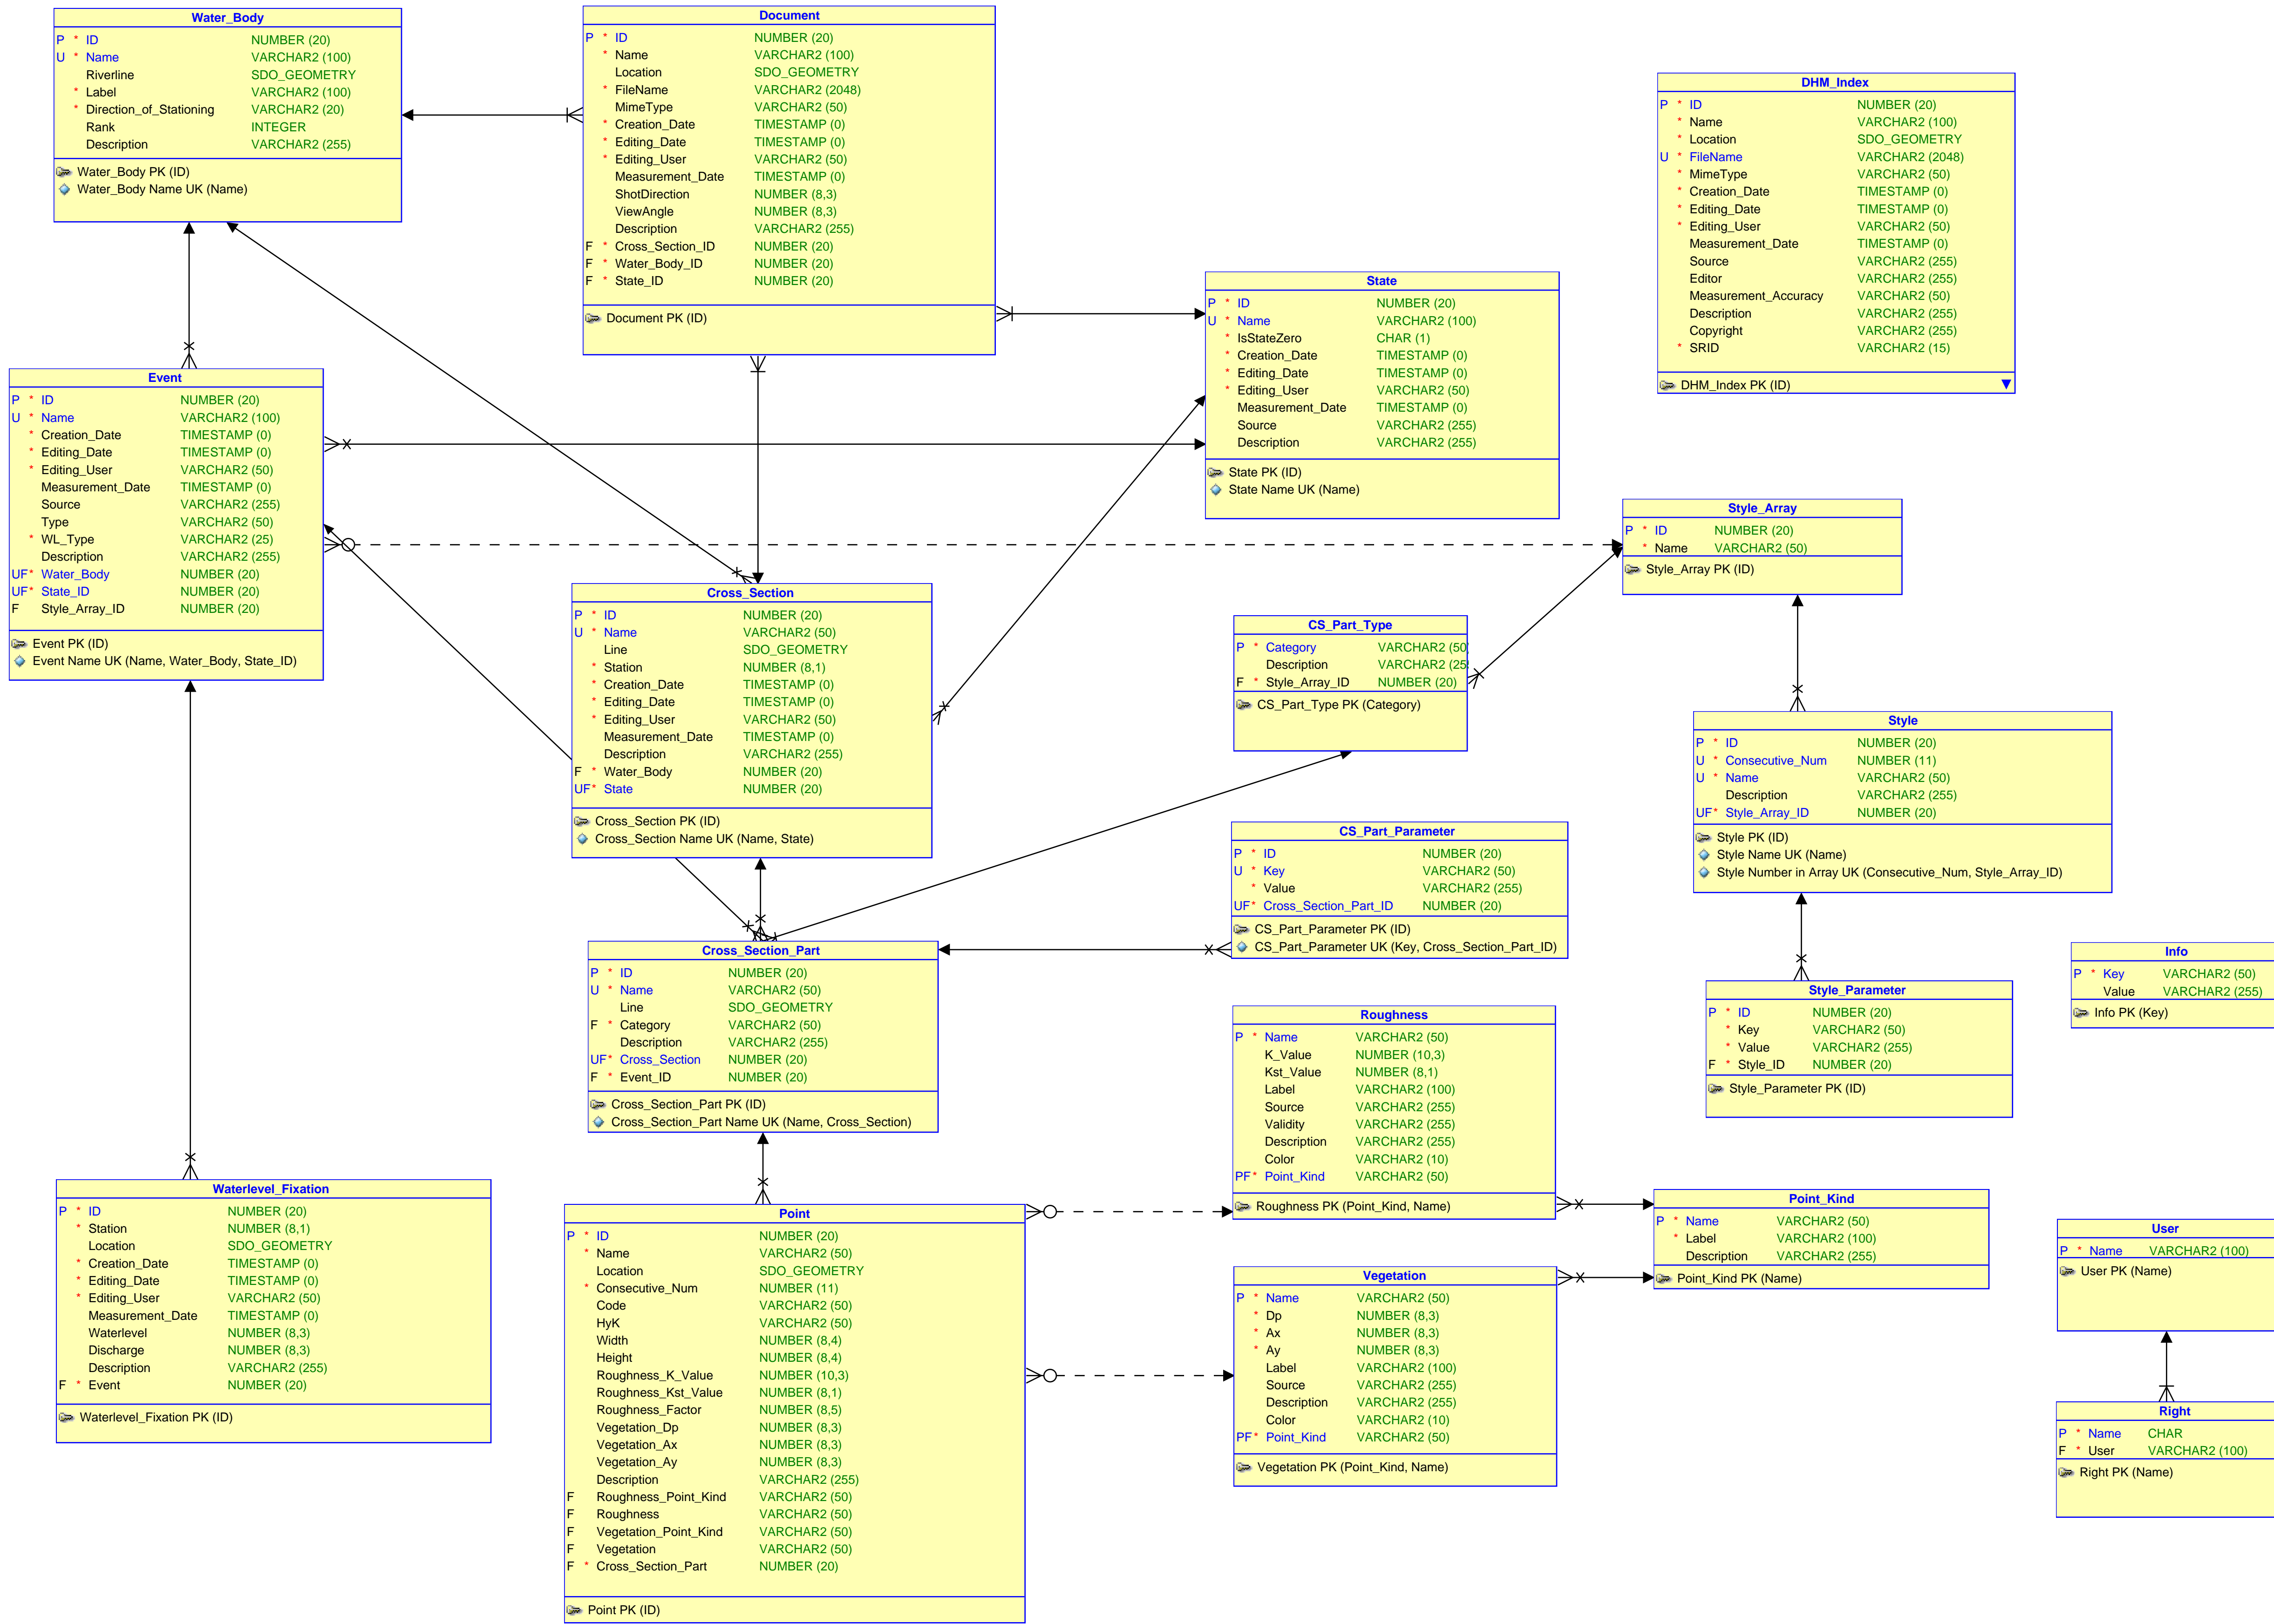 Water_Body
P * ID NUMBER (20)
U * Name VARCHAR2 (100)
Riverline SDO_GEOMETRY
* Label VARCHAR2 (100)
* Direction_of_Stationing VARCHAR2 (20)
Rank INTEGER
Description VARCHAR2 (255)
Water_Body PK (ID)
Water_Body Name UK (Name)
Document
P * ID NUMBER (20)
* Name VARCHAR2 (100)
Location SDO_GEOMETRY
* FileName VARCHAR2 (2048)
MimeType VARCHAR2 (50)
* Creation_Date TIMESTAMP (0)
* Editing_Date TIMESTAMP (0)
* Editing_User VARCHAR2 (50)
Measurement_Date TIMESTAMP (0)
ShotDirection NUMBER (8,3)
ViewAngle NUMBER (8,3)
Description VARCHAR2 (255)
F * Cross_Section_ID NUMBER (20)
F * Water_Body_ID NUMBER (20)
F * State_ID NUMBER (20)
Document PK (ID)
DHM_Index
P * ID NUMBER (20)
* Name VARCHAR2 (100)
* Location SDO_GEOMETRY
U * FileName VARCHAR2 (2048)
* MimeType VARCHAR2 (50)
* Creation_Date TIMESTAMP (0)
* Editing_Date TIMESTAMP (0)
* Editing_User VARCHAR2 (50)
Measurement_Date TIMESTAMP (0)
Source VARCHAR2 (255)
Editor VARCHAR2 (255)
Measurement_Accuracy VARCHAR2 (50)
Description VARCHAR2 (255)
Copyright VARCHAR2 (255)
* SRID VARCHAR2 (15)
DHM_Index PK (ID)
State
P * ID NUMBER (20)
U * Name VARCHAR2 (100)
* IsStateZero CHAR (1)
* Creation_Date TIMESTAMP (0)
* Editing_Date TIMESTAMP (0)
* Editing_User VARCHAR2 (50)
Measurement_Date TIMESTAMP (0)
Source VARCHAR2 (255)
Description VARCHAR2 (255)
State PK (ID)
State Name UK (Name)
Event
P * ID NUMBER (20)
U * Name VARCHAR2 (100)
* Creation_Date TIMESTAMP (0)
* Editing_Date TIMESTAMP (0)
* Editing_User VARCHAR2 (50)
Measurement_Date TIMESTAMP (0)
Source VARCHAR2 (255)
Type VARCHAR2 (50)
* WL_Type VARCHAR2 (25)
Description VARCHAR2 (255)
UF* Water_Body NUMBER (20)
UF* State_ID NUMBER (20)
F Style_Array_ID NUMBER (20)
Event PK (ID)
Event Name UK (Name, Water_Body, State_ID)
Style_Array
P * ID NUMBER (20)
* Name VARCHAR2 (50)
Style_Array PK (ID)
Cross_Section
P * ID NUMBER (20)
U * Name VARCHAR2 (50)
Line SDO_GEOMETRY
* Station NUMBER (8,1)
* Creation_Date TIMESTAMP (0)
* Editing_Date TIMESTAMP (0)
* Editing_User VARCHAR2 (50)
Measurement_Date TIMESTAMP (0)
Description VARCHAR2 (255)
F * Water_Body NUMBER (20)
UF* State NUMBER (20)
Cross_Section PK (ID)
Cross_Section Name UK (Name, State)
CS_Part_Type
P * Category VARCHAR2 (50
Description VARCHAR2 (25
F * Style_Array_ID NUMBER (20)
CS_Part_Type PK (Category)
Style
P * ID NUMBER (20)
U * Consecutive_Num NUMBER (11)
U * Name VARCHAR2 (50)
Description VARCHAR2 (255)
UF* Style_Array_ID NUMBER (20)
Style PK (ID)
Style Name UK (Name)
Style Number in Array UK (Consecutive_Num, Style_Array_ID)
CS_Part_Parameter
P * ID NUMBER (20)
U * Key VARCHAR2 (50)
* Value VARCHAR2 (255)
UF* Cross_Section_Part_ID NUMBER (20)
CS_Part_Parameter PK (ID)
CS_Part_Parameter UK (Key, Cross_Section_Part_ID)
Cross_Section_Part
P * ID NUMBER (20)
U * Name VARCHAR2 (50)
Line SDO_GEOMETRY
F * Category VARCHAR2 (50)
Description VARCHAR2 (255)
UF* Cross_Section NUMBER (20)
F * Event_ID NUMBER (20)
Cross_Section_Part PK (ID)
Cross_Section_Part Name UK (Name, Cross_Section)
Info
P * Key VARCHAR2 (50)
Value VARCHAR2 (255)
Info PK (Key)
Style_Parameter
P * ID NUMBER (20)
* Key VARCHAR2 (50)
* Value VARCHAR2 (255)
F * Style_ID NUMBER (20)
Style_Parameter PK (ID)
Roughness
P * Name VARCHAR2 (50)
K_Value NUMBER (10,3)
Kst_Value NUMBER (8,1)
Label VARCHAR2 (100)
Source VARCHAR2 (255)
Validity VARCHAR2 (255)
Description VARCHAR2 (255)
Color VARCHAR2 (10)
PF* Point_Kind VARCHAR2 (50)
Roughness PK (Point_Kind, Name)
Waterlevel_Fixation
P * ID NUMBER (20)
* Station NUMBER (8,1)
Location SDO_GEOMETRY
* Creation_Date TIMESTAMP (0)
* Editing_Date TIMESTAMP (0)
* Editing_User VARCHAR2 (50)
Measurement_Date TIMESTAMP (0)
Waterlevel NUMBER (8,3)
Discharge NUMBER (8,3)
Description VARCHAR2 (255)
F * Event NUMBER (20)
Waterlevel_Fixation PK (ID)
Point
P * ID NUMBER (20)
* Name VARCHAR2 (50)
Location SDO_GEOMETRY
* Consecutive_Num NUMBER (11)
Code VARCHAR2 (50)
HyK VARCHAR2 (50)
Width NUMBER (8,4)
Height NUMBER (8,4)
Roughness_K_Value NUMBER (10,3)
Roughness_Kst_Value NUMBER (8,1)
Roughness_Factor NUMBER (8,5)
Vegetation_Dp NUMBER (8,3)
Vegetation_Ax NUMBER (8,3)
Vegetation_Ay NUMBER (8,3)
Description VARCHAR2 (255)
F Roughness_Point_Kind VARCHAR2 (50)
F Roughness VARCHAR2 (50)
F Vegetation_Point_Kind VARCHAR2 (50)
F Vegetation VARCHAR2 (50)
F * Cross_Section_Part NUMBER (20)
Point PK (ID)
Point_Kind
P * Name VARCHAR2 (50)
* Label VARCHAR2 (100)
Description VARCHAR2 (255)
Point_Kind PK (Name)
Vegetation
P * Name VARCHAR2 (50)
* Dp NUMBER (8,3)
* Ax NUMBER (8,3)
* Ay NUMBER (8,3)
Label VARCHAR2 (100)
Source VARCHAR2 (255)
Description VARCHAR2 (255)
Color VARCHAR2 (10)
PF* Point_Kind VARCHAR2 (50)
Vegetation PK (Point_Kind, Name)
User
P * Name VARCHAR2 (100)
User PK (Name)
Right
P * Name CHAR
F * User VARCHAR2 (100)
Right PK (Name)